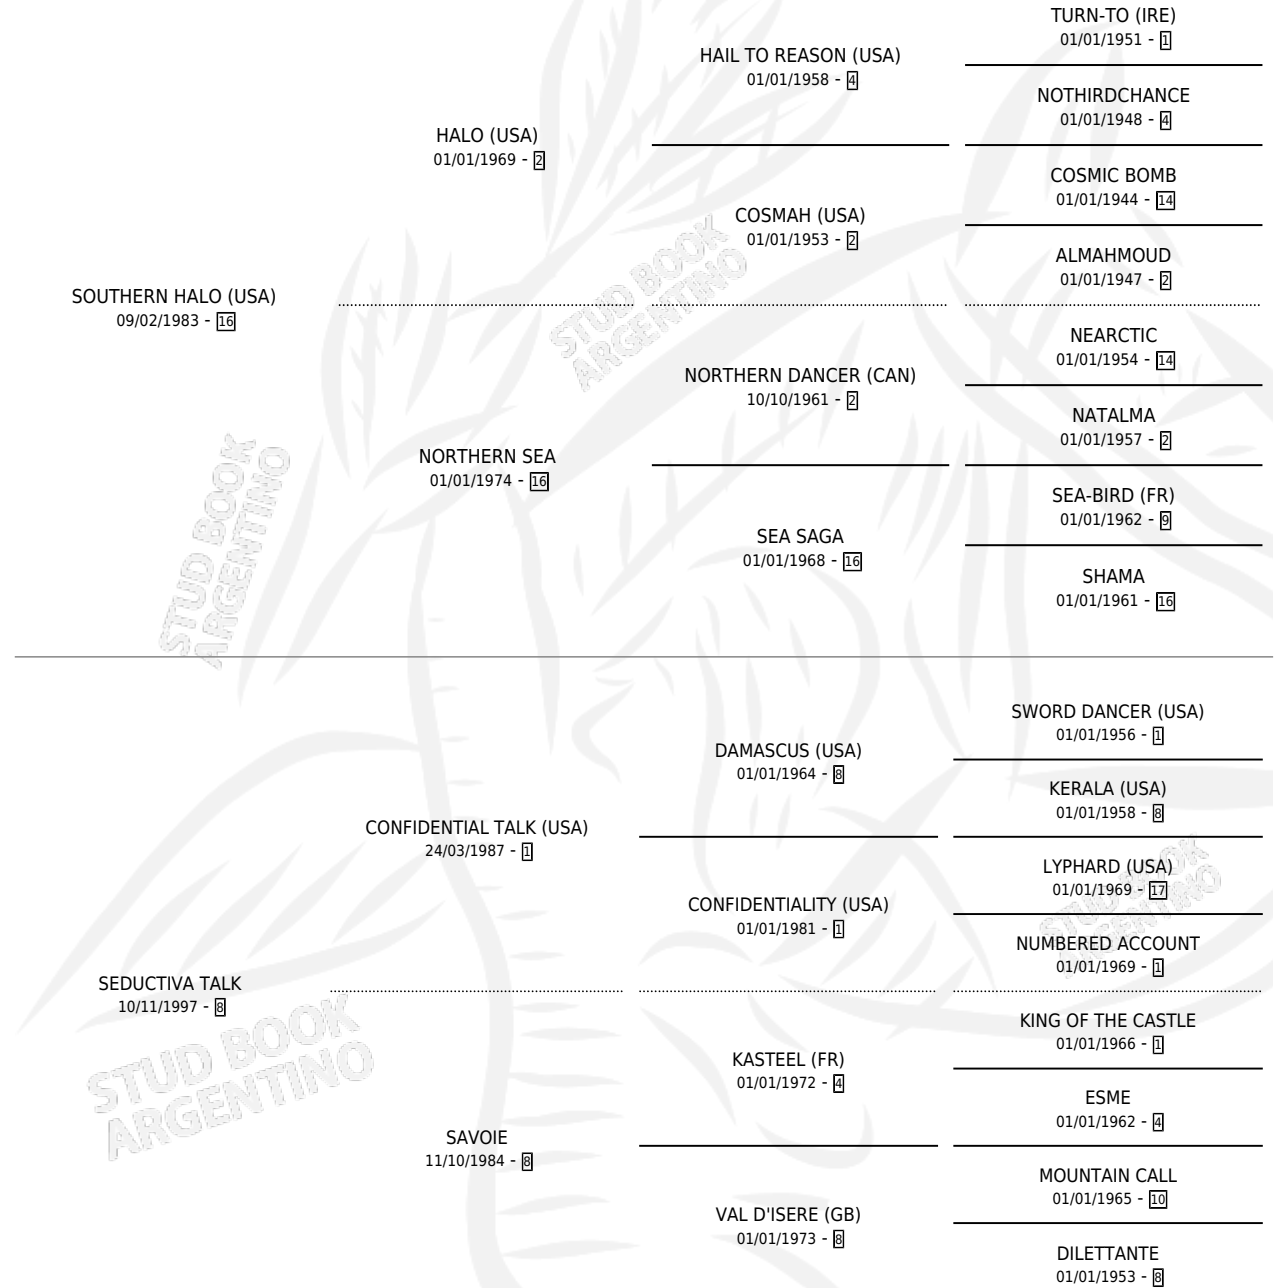 TURN-TO (IRE)
01/01/1951 - 1
HAIL TO REASON (USA)
01/01/1958 - 4
NOTHIRDCHANCE
01/01/1948 - 4
HALO (USA)
01/01/1969 - 2
COSMIC BOMB
01/01/1944 - 14
COSMAH (USA)
01/01/1953 - 2
ALMAHMOUD
01/01/1947 - 2
SOUTHERN HALO (USA)
09/02/1983 - 16
NEARCTIC
01/01/1954 - 14
NORTHERN DANCER (CAN)
10/10/1961 - 2
NATALMA
01/01/1957 - 2
NORTHERN SEA
01/01/1974 - 16
SEA-BIRD (FR)
01/01/1962 - 9
SEA SAGA
01/01/1968 - 16
SHAMA
01/01/1961 - 16
SWORD DANCER (USA)
01/01/1956 - 1
DAMASCUS (USA)
01/01/1964 - 8
KERALA (USA)
01/01/1958 - 8
CONFIDENTIAL TALK (USA)
24/03/1987 - 1
LYPHARD (USA)
01/01/1969 - 17
CONFIDENTIALITY (USA)
01/01/1981 - 1
NUMBERED ACCOUNT
01/01/1969 - 1
SEDUCTIVA TALK
10/11/1997 - 8
KING OF THE CASTLE
01/01/1966 - 1
KASTEEL (FR)
01/01/1972 - 4
ESME
01/01/1962 - 4
SAVOIE
11/10/1984 - 8
MOUNTAIN CALL
01/01/1965 - 10
VAL D'ISERE (GB)
01/01/1973 - 8
DILETTANTE
01/01/1953 - 8
STUD BOOK
ARGENTINO
STUD BOOK
ARGENTINO
STUD BOOK
ARGENTINO
STUD BOOK
ARGENTINO